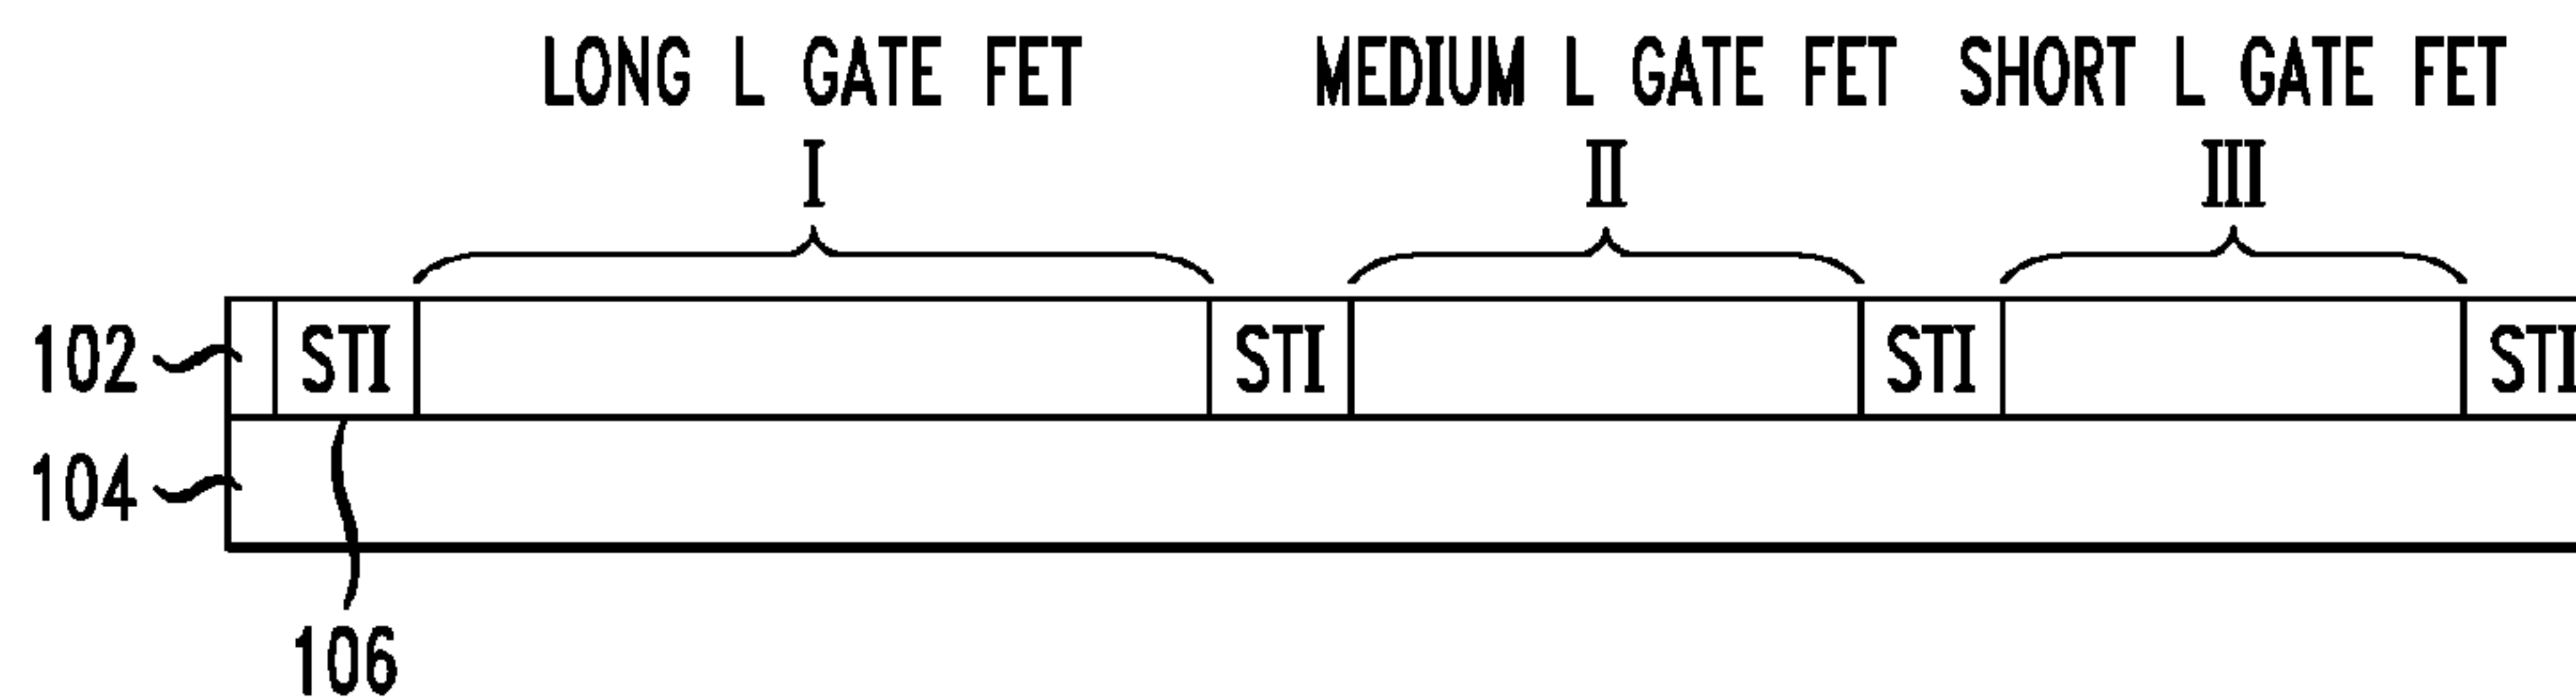 LONG L GATE FET MEDIUM L GATE FET SHORT L GATE FET
I II III
102 STI STI STI STI
104
106